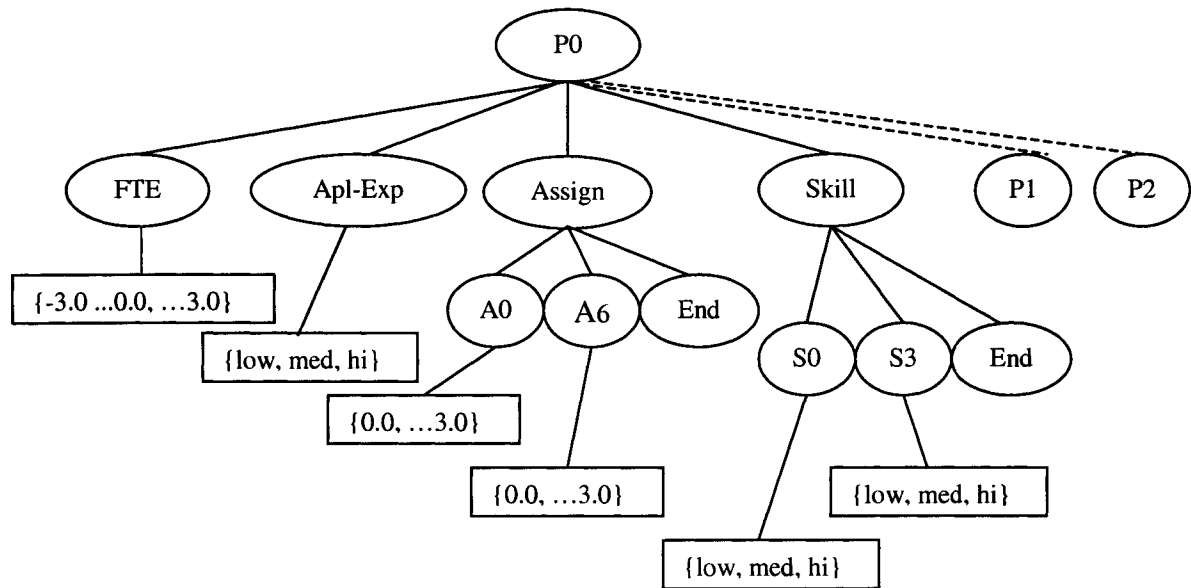 P0
FTE
Apl-Exp
Assign
Skill
P1
P2
{-3.0 ...0.0, ...3.0}
A0
A6
End
{low, med, hi}
S0
S3
End
{0.0, ...3.0}
{0.0, ...3.0}
{low, med, hi}
{low, med, hi}